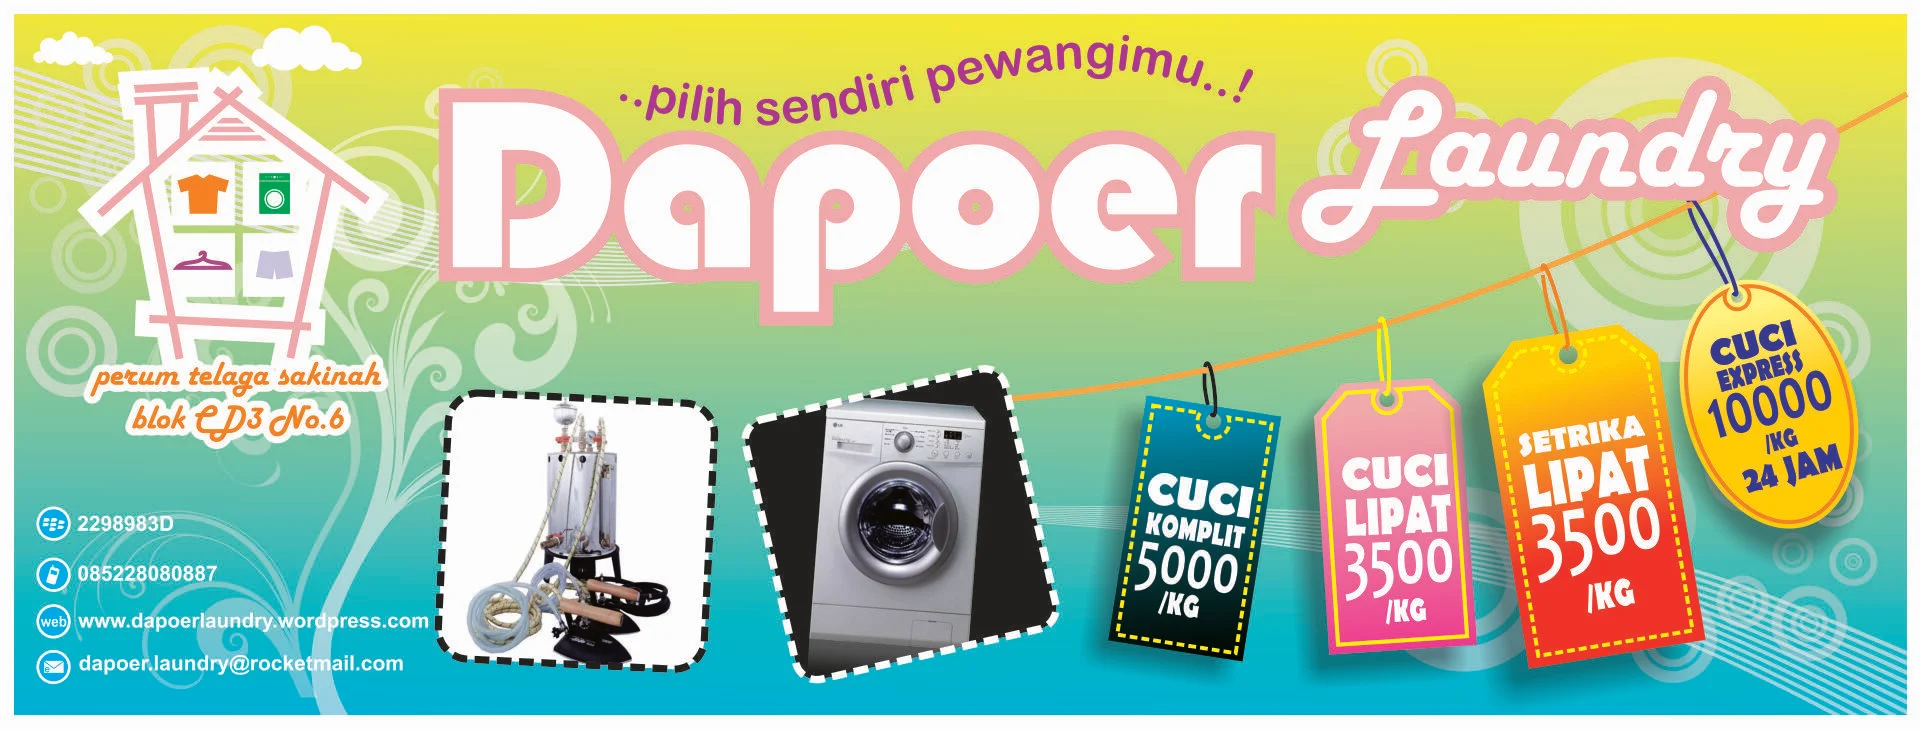 ..pilih sendiri pewangimu..!
Dapoer Laundry
perum telaga sakinah
blok CD3 No.6
2298983D
085228080887
web www.dapoerlaundry.wordpress.com
dapoer.laundry@rocketmail.com
LG
CUCI
KOMPLIT
5000
/KG
CUCI
LIPAT
3500
/KG
SETRIKA
LIPAT
3500
/KG
CUCI
EXPRESS
10000
/KG
24 JAM